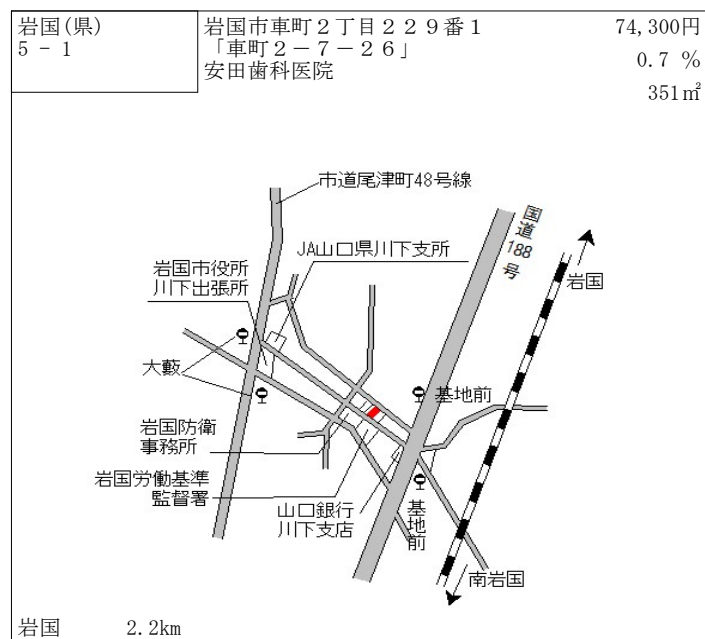 岩国(県)
5 － 1
岩国市車町２丁目２２９番１
「車町２－７－２６」
安田歯科医院
74,300円
0.7 %
351㎡
市道尾津町48号線
国道188号
JA山口県川下支所
岩国市役所
川下出張所
岩国
大藪
基地前
岩国防衛
事務所
岩国労働基準
監督署
山口銀行
川下支店
基地前
南岩国
岩国　　2.2km